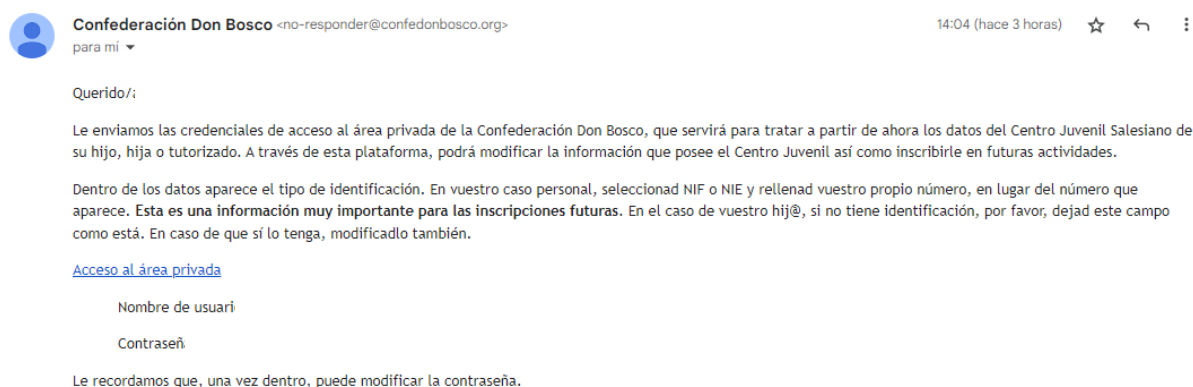 Confederación Don Bosco <no-responder@confedonbosco.org>
14:04 (hace 3 horas)
para mí
Querido/
Le enviamos las credenciales de acceso al área privada de la Confederación Don Bosco, que servirá para tratar a partir de ahora los datos del Centro Juvenil Salesiano de
su hijo, hija o tutorizado. A través de esta plataforma, podrá modificar la información que posee el Centro Juvenil así como inscribirle en futuras actividades.
Dentro de los datos aparece el tipo de identificación. En vuestro caso personal, seleccionad NIF o NIE y rellenad vuestro propio número, en lugar del número que
aparece. Esta es una información muy importante para las inscripciones futuras. En el caso de vuestro hij@, si no tiene identificación, por favor, dejad este campo
como está. En caso de que sí lo tenga, modificadlo también.
Acceso al área privada
Nombre de usuari
Contraseñ
Le recordamos que, una vez dentro, puede modificar la contraseña.